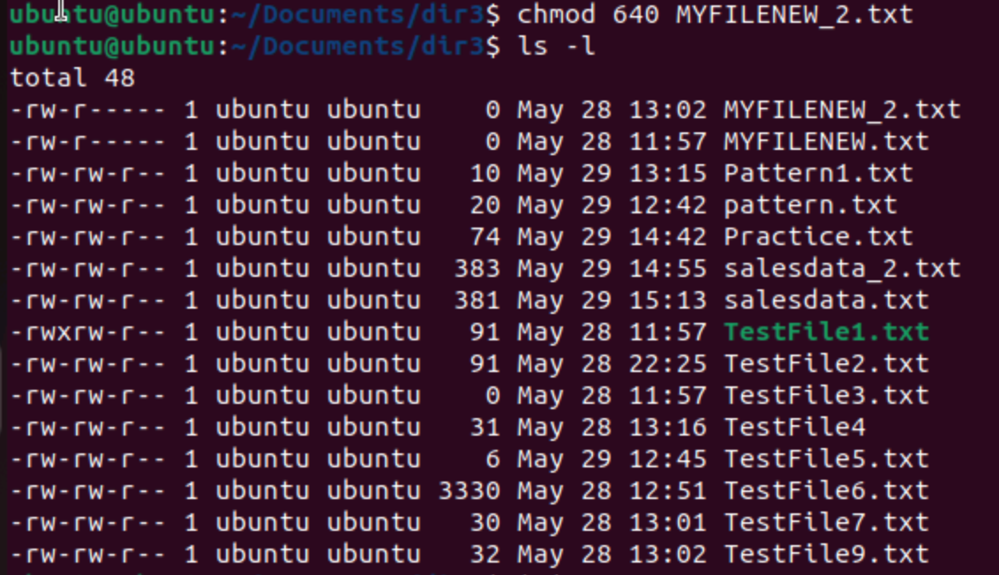 ubuntu@ubuntu:~/Documents/dir3$ chmod 640 MYFILENEW_2.txt
ubuntu@ubuntu:~/Documents/dir3$ ls -l
total 48
-rw-r----- 1 ubuntu ubuntu    0 May 28 13:02 MYFILENEW_2.txt
-rw-r----- 1 ubuntu ubuntu    0 May 28 11:57 MYFILENEW.txt
-rw-rw-r-- 1 ubuntu ubuntu   10 May 29 13:15 Pattern1.txt
-rw-rw-r-- 1 ubuntu ubuntu   20 May 29 12:42 pattern.txt
-rw-rw-r-- 1 ubuntu ubuntu   74 May 29 14:42 Practice.txt
-rw-rw-r-- 1 ubuntu ubuntu  383 May 29 14:55 salesdata_2.txt
-rw-rw-r-- 1 ubuntu ubuntu  381 May 29 15:13 salesdata.txt
-rwxrw-r-- 1 ubuntu ubuntu   91 May 28 11:57 TestFile1.txt
-rw-rw-r-- 1 ubuntu ubuntu   91 May 28 22:25 TestFile2.txt
-rw-rw-r-- 1 ubuntu ubuntu    0 May 28 11:57 TestFile3.txt
-rw-rw-r-- 1 ubuntu ubuntu   31 May 28 13:16 TestFile4
-rw-rw-r-- 1 ubuntu ubuntu    6 May 29 12:45 TestFile5.txt
-rw-rw-r-- 1 ubuntu ubuntu 3330 May 28 12:51 TestFile6.txt
-rw-rw-r-- 1 ubuntu ubuntu   30 May 28 13:01 TestFile7.txt
-rw-rw-r-- 1 ubuntu ubuntu   32 May 28 13:02 TestFile9.txt